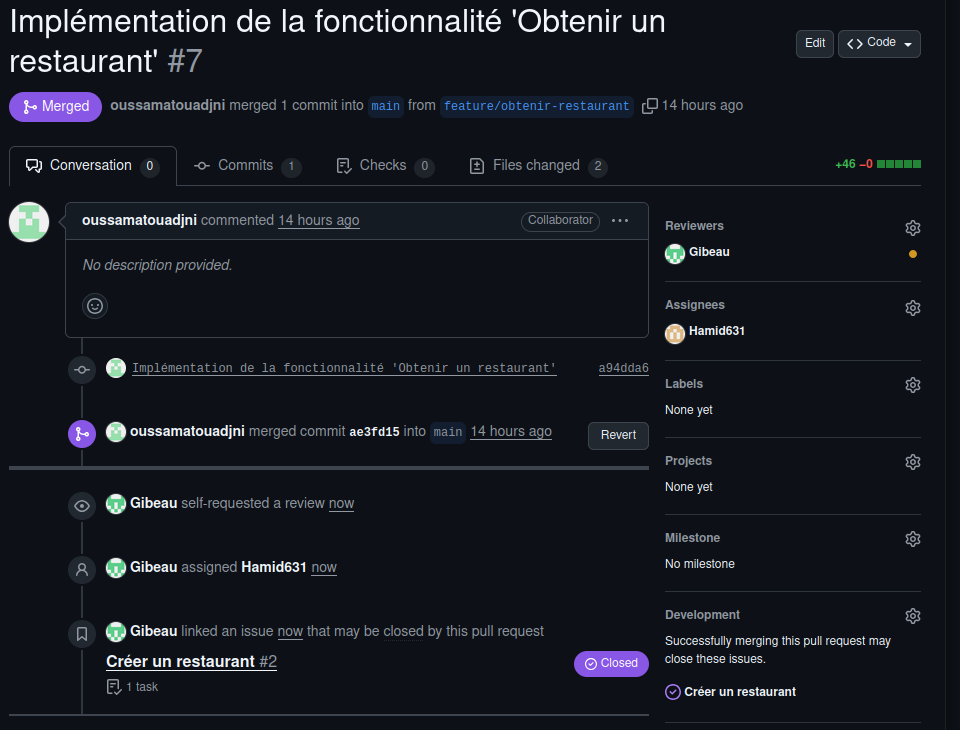 Implémentation de la fonctionnalité 'Obtenir un
restaurant' #7
Edit
Code
Merged
oussamatouadjni merged 1 commit into main from feature/obtenir-restaurant 14 hours ago
Conversation 0
Commits 1
Checks 0
Files changed 2
+46 −0
oussamatouadjni commented 14 hours ago
Collaborator
No description provided.
Implémentation de la fonctionnalité 'Obtenir un restaurant'
a94dda6
oussamatouadjni merged commit ae3fd15 into main 14 hours ago
Revert
Gibeau self-requested a review now
Gibeau assigned Hamid631 now
Gibeau linked an issue now that may be closed by this pull request
Créer un restaurant #2
Closed
1 task
Reviewers
Gibeau
Assignees
Hamid631
Labels
None yet
Projects
None yet
Milestone
No milestone
Development
Successfully merging this pull request may
close these issues.
Créer un restaurant